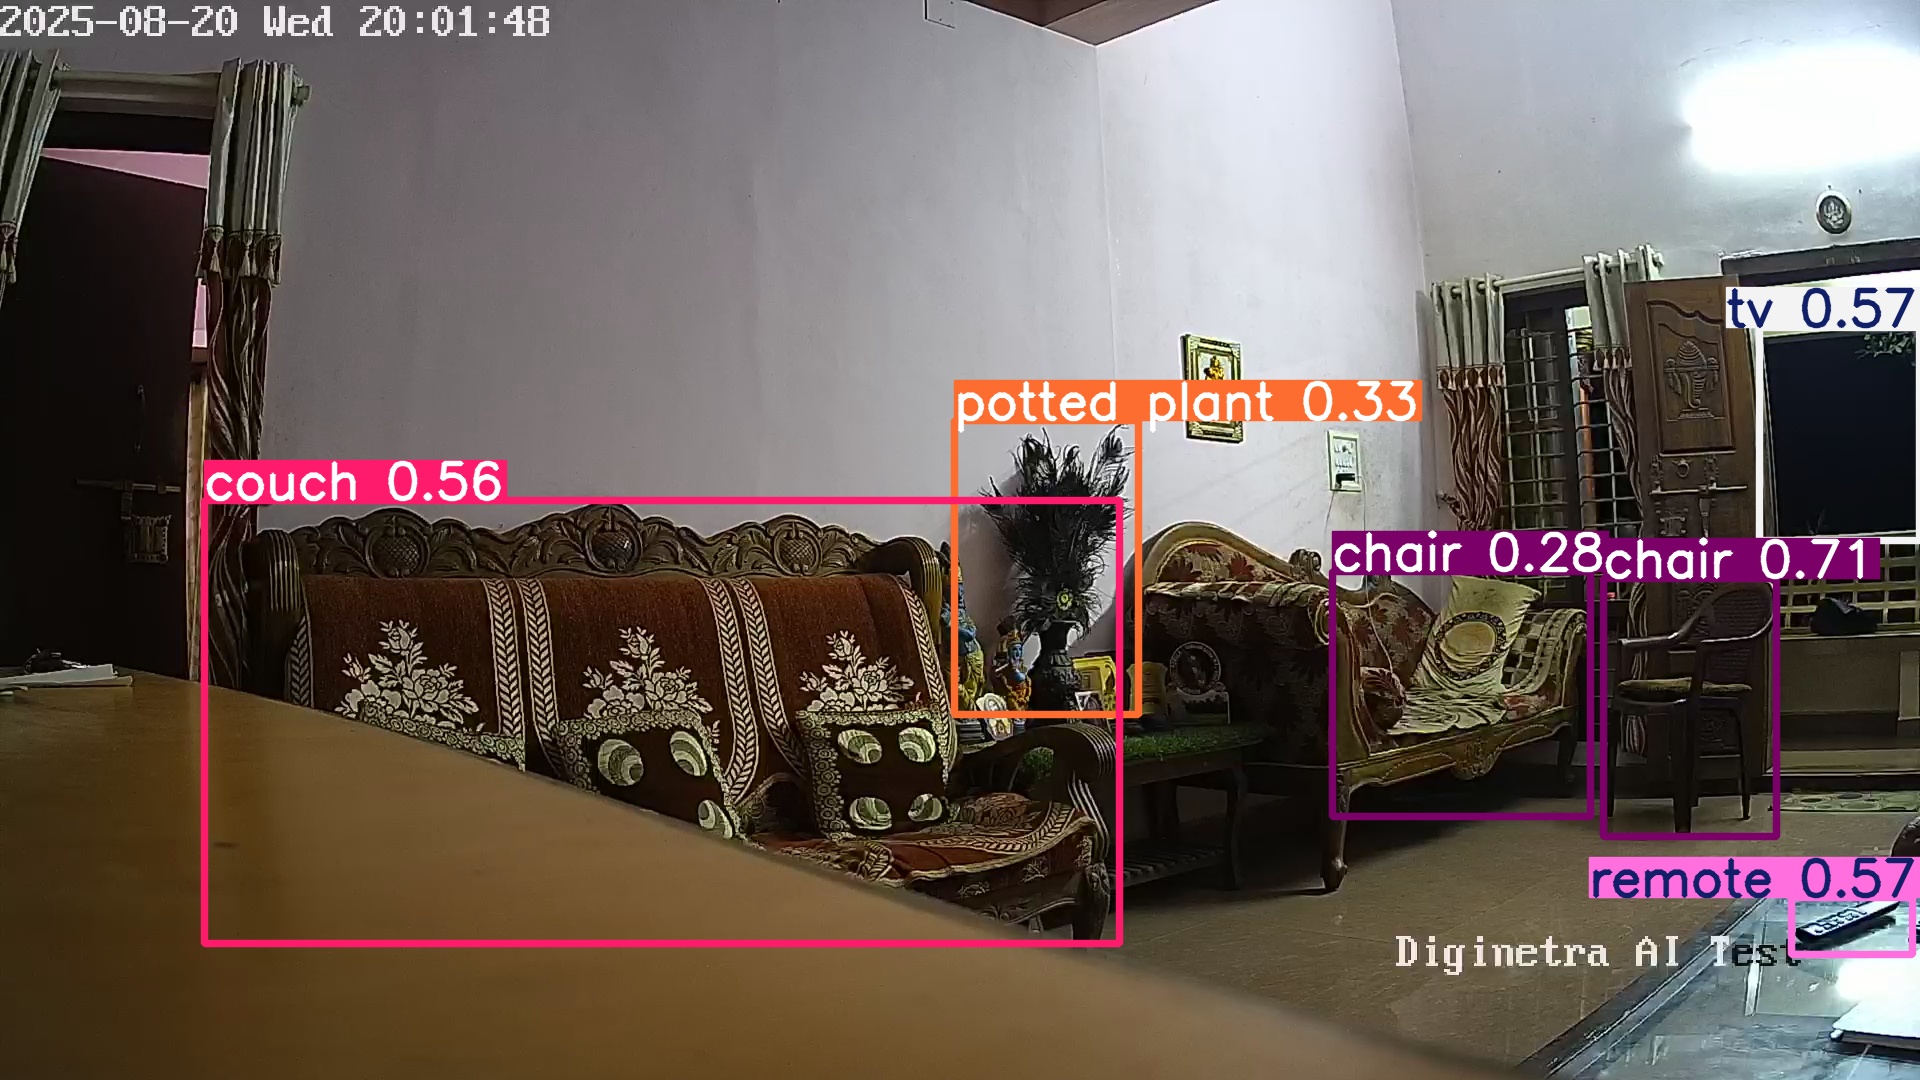 2025-08-20 Wed 20:01:48
tv 0.57
potted plant 0.33
couch 0.56
chair 0.28
chair 0.71
remote 0.57
Diginetra AI Test